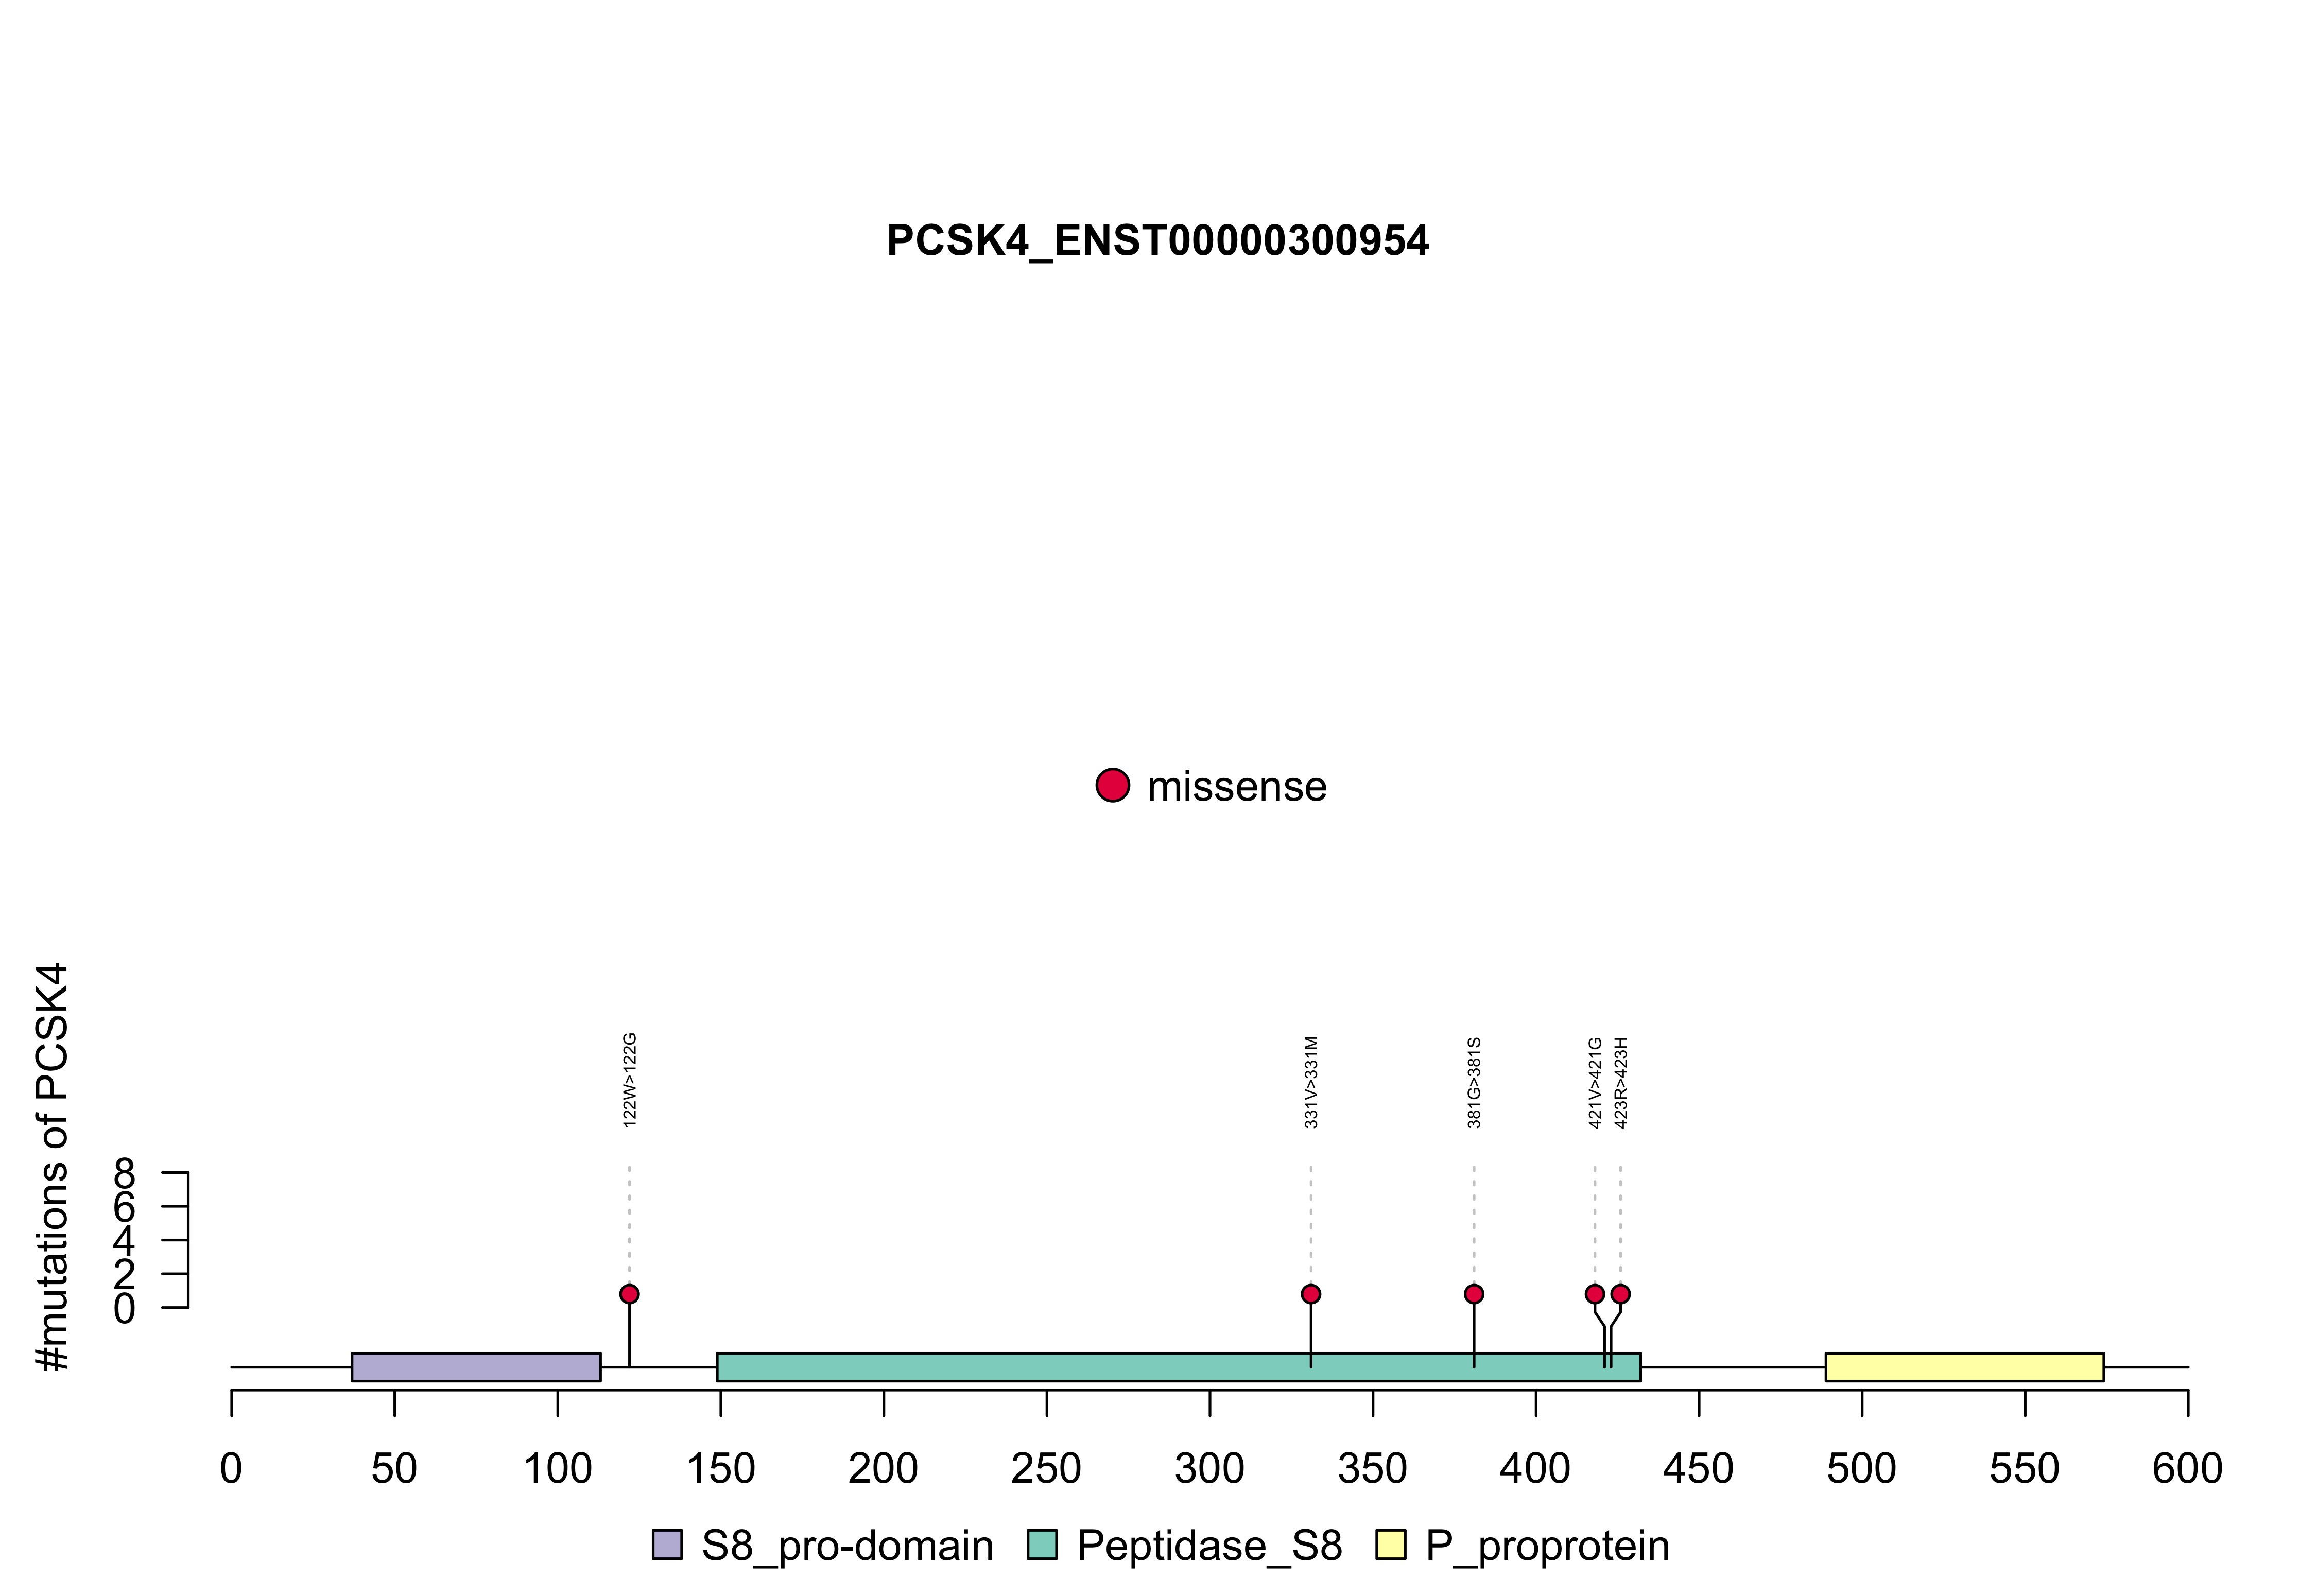 PCSK4_ENST00000300954
missense
#mutations of PCSK4
122W>122G
331V>331M
381G>381S
421V>421G
423R>423H
8
6
4
2
0
0 50 100 150 200 250 300 350 400 450 500 550 600
S8_pro-domain Peptidase_S8 P_proprotein